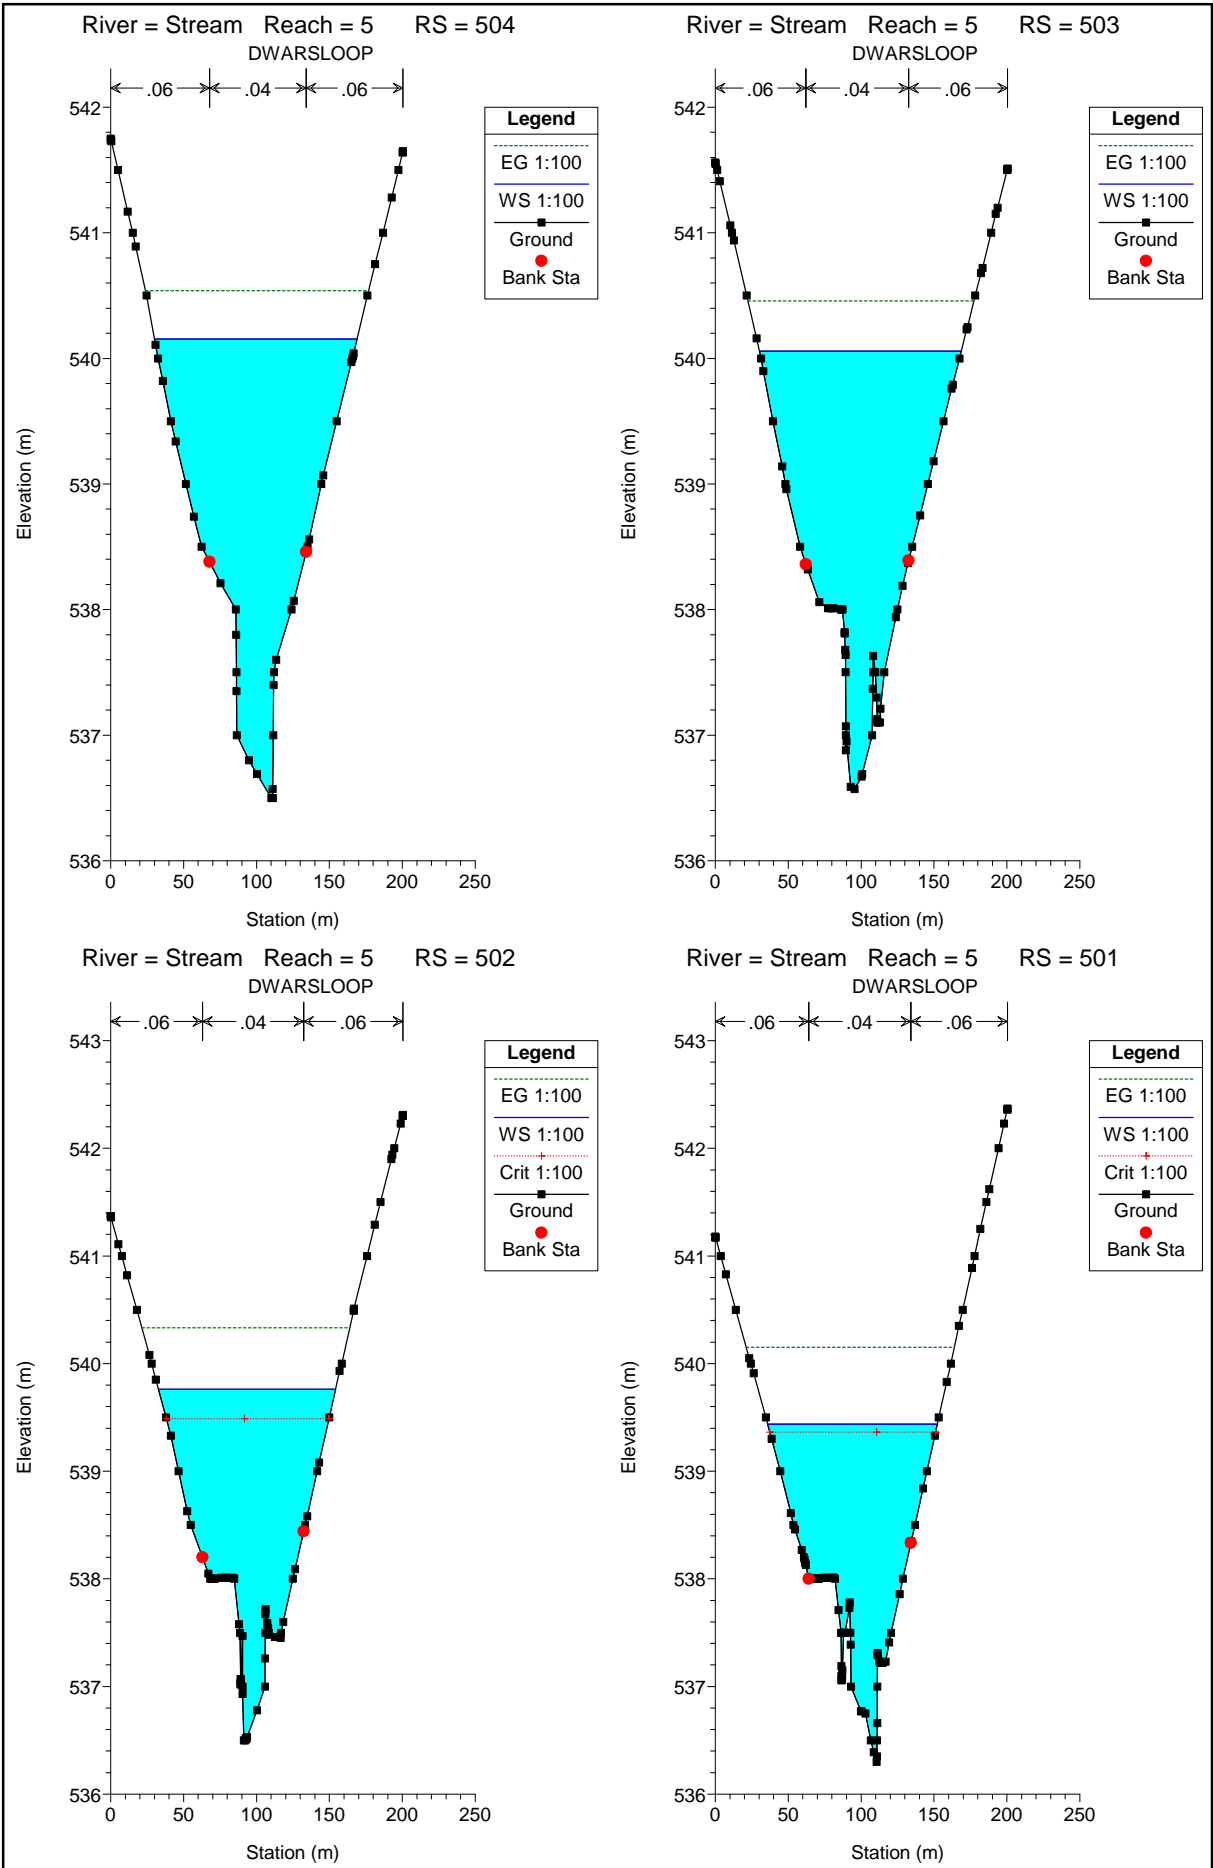 River = Stream Reach = 5 RS = 504
DWARSLOOP
.06 .04 .06
542
541
540
539
538
537
536
0 50 100 150 200 250
Station (m)
Elevation (m)
Legend
EG 1:100
WS 1:100
Ground
Bank Sta
River = Stream Reach = 5 RS = 503
DWARSLOOP
.06 .04 .06
542
541
540
539
538
537
536
0 50 100 150 200 250
Station (m)
Elevation (m)
Legend
EG 1:100
WS 1:100
Ground
Bank Sta
River = Stream Reach = 5 RS = 502
DWARSLOOP
.06 .04 .06
543
542
541
540
539
538
537
536
0 50 100 150 200 250
Station (m)
Elevation (m)
Legend
EG 1:100
WS 1:100
Crit 1:100
Ground
Bank Sta
River = Stream Reach = 5 RS = 501
DWARSLOOP
.06 .04 .06
543
542
541
540
539
538
537
536
0 50 100 150 200 250
Station (m)
Elevation (m)
Legend
EG 1:100
WS 1:100
Crit 1:100
Ground
Bank Sta